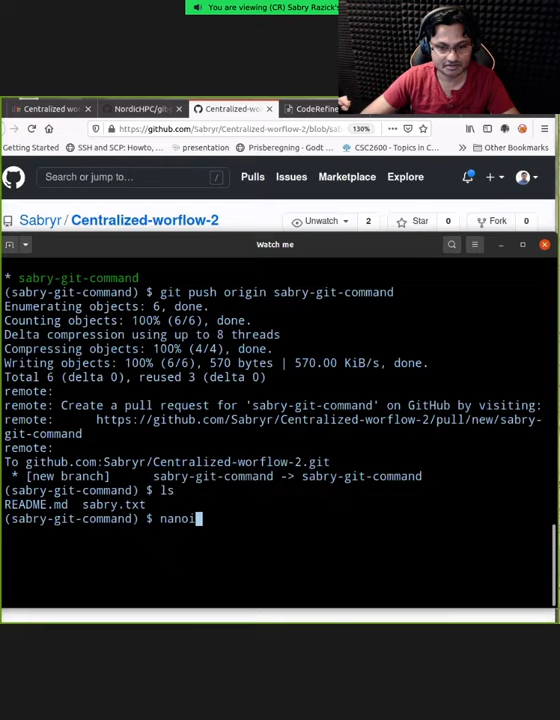 You are viewing (CR) Sabry Razick's
Centralized wor
NordicHPC/git-
Centralized-wor
CodeRefine
https://github.com/Sabryr/Centralized-worflow-2/blob/sa
130%
Getting Started
SSH and SCP: Howto, ...
presentation
Prisberegning - Godt ...
CSC2600 - Topics in C...
Other Bookmarks
Search or jump to...
/
Pulls
Issues
Marketplace
Explore
Sabryr / Centralized-worflow-2
Unwatch
2
Star
0
Fork
0
Watch me
* sabry-git-command
(sabry-git-command) $ git push origin sabry-git-command
Enumerating objects: 6, done.
Counting objects: 100% (6/6), done.
Delta compression using up to 8 threads
Compressing objects: 100% (4/4), done.
Writing objects: 100% (6/6), 570 bytes | 570.00 KiB/s, done.
Total 6 (delta 0), reused 3 (delta 0)
remote:
remote: Create a pull request for 'sabry-git-command' on GitHub by visiting:
remote:      https://github.com/Sabryr/Centralized-worflow-2/pull/new/sabry-
git-command
remote:
To github.com:Sabryr/Centralized-worflow-2.git
 * [new branch]      sabry-git-command -> sabry-git-command
(sabry-git-command) $ ls
README.md  sabry.txt
(sabry-git-command) $ nanoi